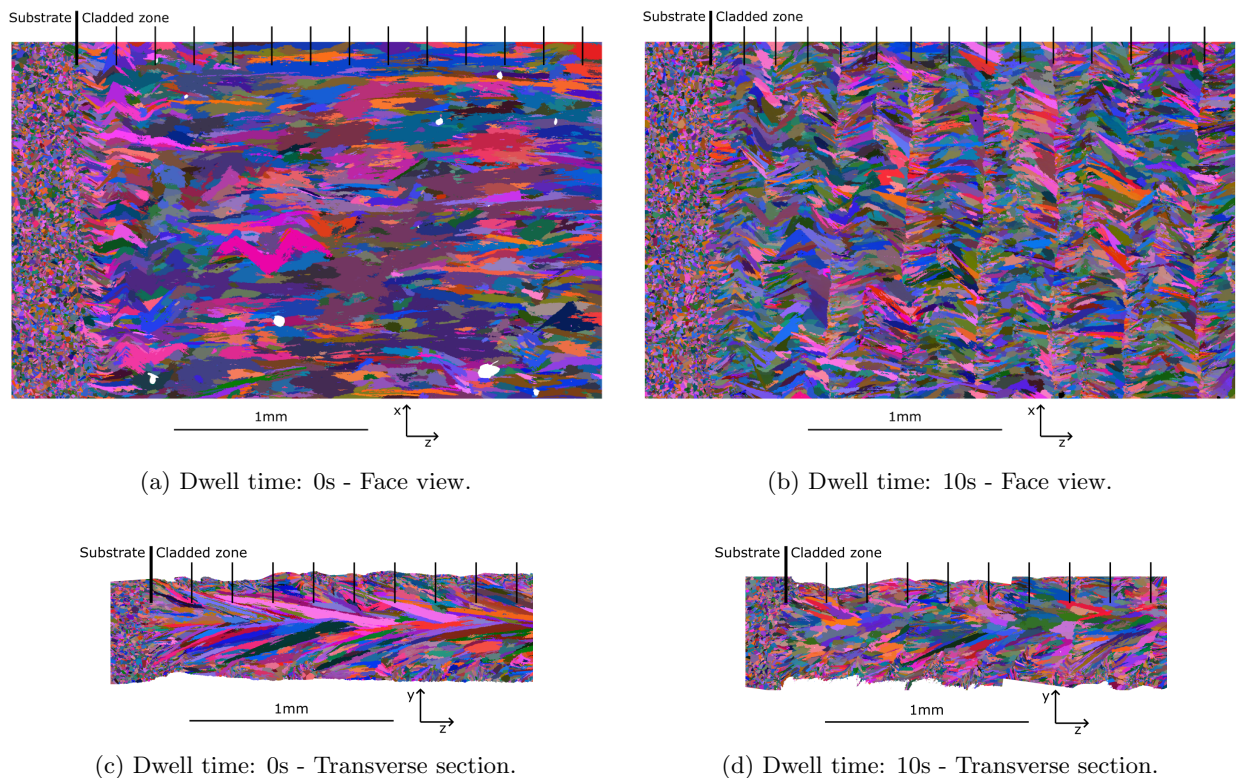 Substrate Cladded zone
Substrate Cladded zone
1mm
x
z
1mm
x
z
(a) Dwell time: 0s - Face view.
(b) Dwell time: 10s - Face view.
Substrate Cladded zone
Substrate Cladded zone
1mm
y
z
1mm
y
z
(c) Dwell time: 0s - Transverse section.
(d) Dwell time: 10s - Transverse section.